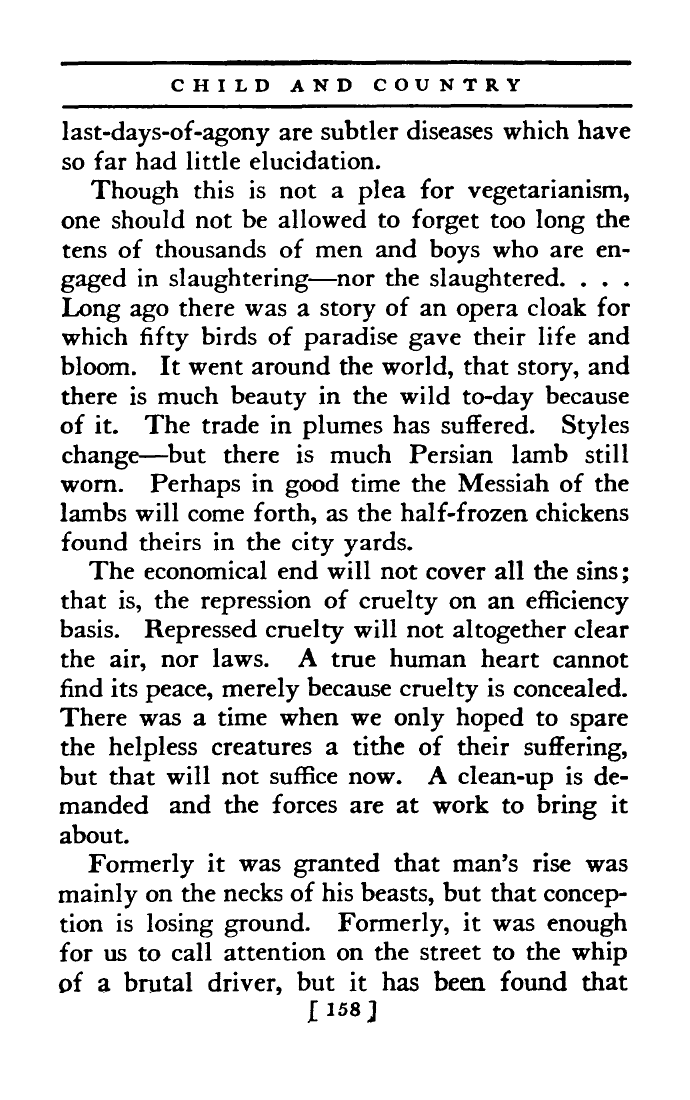 CHILD AND COUNTRY
last-days-of-agony are subtler diseases which have
so far had little elucidation.
Though this is not a plea for vegetarianism,
one should not be allowed to forget too long the
tens of thousands of men and boys who are en-
gaged in slaughtering—nor the slaughtered. . . .
Long ago there was a story of an opera cloak for
which fifty birds of paradise gave their life and
bloom. It went around the world, that story, and
there is much beauty in the wild to-day because
of it. The trade in plumes has suffered. Styles
change—but there is much Persian lamb still
worn. Perhaps in good time the Messiah of the
lambs will come forth, as the half-frozen chickens
found theirs in the city yards.
The economical end will not cover all the sins;
that is, the repression of cruelty on an efficiency
basis. Repressed cruelty will not altogether clear
the air, nor laws. A true human heart cannot
find its peace, merely because cruelty is concealed.
There was a time when we only hoped to spare
the helpless creatures a tithe of their suffering,
but that will not suffice now. A clean-up is de-
manded and the forces are at work to bring it
about.
Formerly it was granted that man's rise was
mainly on the necks of his beasts, but that concep-
tion is losing ground. Formerly, it was enough
for us to call attention on the street to the whip
of a brutal driver, but it has been found that
[ 158 ]